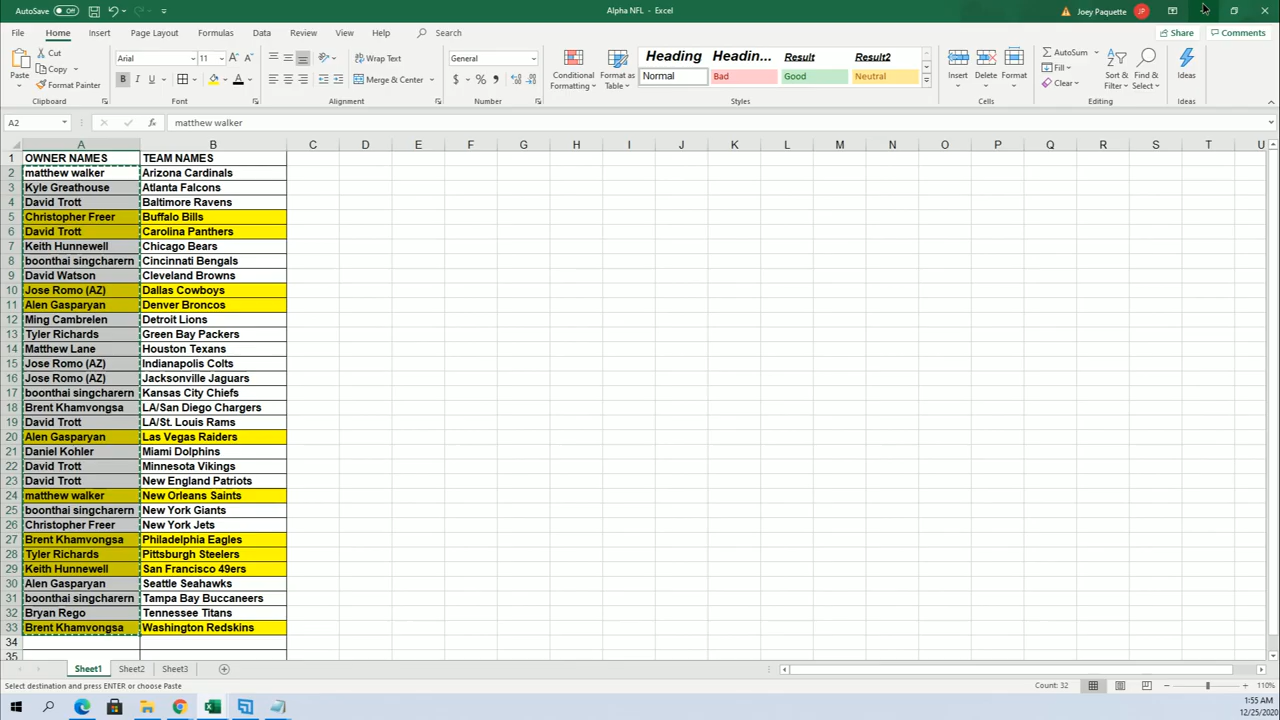 AutoSave Off
Alpha NFL - Excel
Joey Paquette JP
File Home Insert Page Layout Formulas Data Review View Help Search
Share Comments
Paste
Cut
Copy
Format Painter
Clipboard
Arial 11
B I U
Font
Wrap Text
Merge & Center
Alignment
General
$ % ,
Number
Conditional Formatting
Format as Table
Heading Headin... Result Result2
Normal Bad Good Neutral
Styles
Insert Delete Format
Cells
AutoSum
Fill
Clear
Sort & Filter
Find & Select
Editing
Ideas
Ideas
A2 fx matthew walker
A B C D E F G H I J K L M N O P Q R S T U
1 OWNER NAMES TEAM NAMES
2 matthew walker Arizona Cardinals
3 Kyle Greathouse Atlanta Falcons
4 David Trott Baltimore Ravens
5 Christopher Freer Buffalo Bills
6 David Trott Carolina Panthers
7 Keith Hunnewell Chicago Bears
8 boonthai singcharern Cincinnati Bengals
9 David Watson Cleveland Browns
10 Jose Romo (AZ) Dallas Cowboys
11 Alen Gasparyan Denver Broncos
12 Ming Cambrelen Detroit Lions
13 Tyler Richards Green Bay Packers
14 Matthew Lane Houston Texans
15 Jose Romo (AZ) Indianapolis Colts
16 Jose Romo (AZ) Jacksonville Jaguars
17 boonthai singcharern Kansas City Chiefs
18 Brent Khamvongsa LA/San Diego Chargers
19 David Trott LA/St. Louis Rams
20 Alen Gasparyan Las Vegas Raiders
21 Daniel Kohler Miami Dolphins
22 David Trott Minnesota Vikings
23 David Trott New England Patriots
24 matthew walker New Orleans Saints
25 boonthai singcharern New York Giants
26 Christopher Freer New York Jets
27 Brent Khamvongsa Philadelphia Eagles
28 Tyler Richards Pittsburgh Steelers
29 Keith Hunnewell San Francisco 49ers
30 Alen Gasparyan Seattle Seahawks
31 boonthai singcharern Tampa Bay Buccaneers
32 Bryan Rego Tennessee Titans
33 Brent Khamvongsa Washington Redskins
34
35
Sheet1 Sheet2 Sheet3
Select destination and press ENTER or choose Paste
Count: 32
110%
1:55 AM
12/25/2020